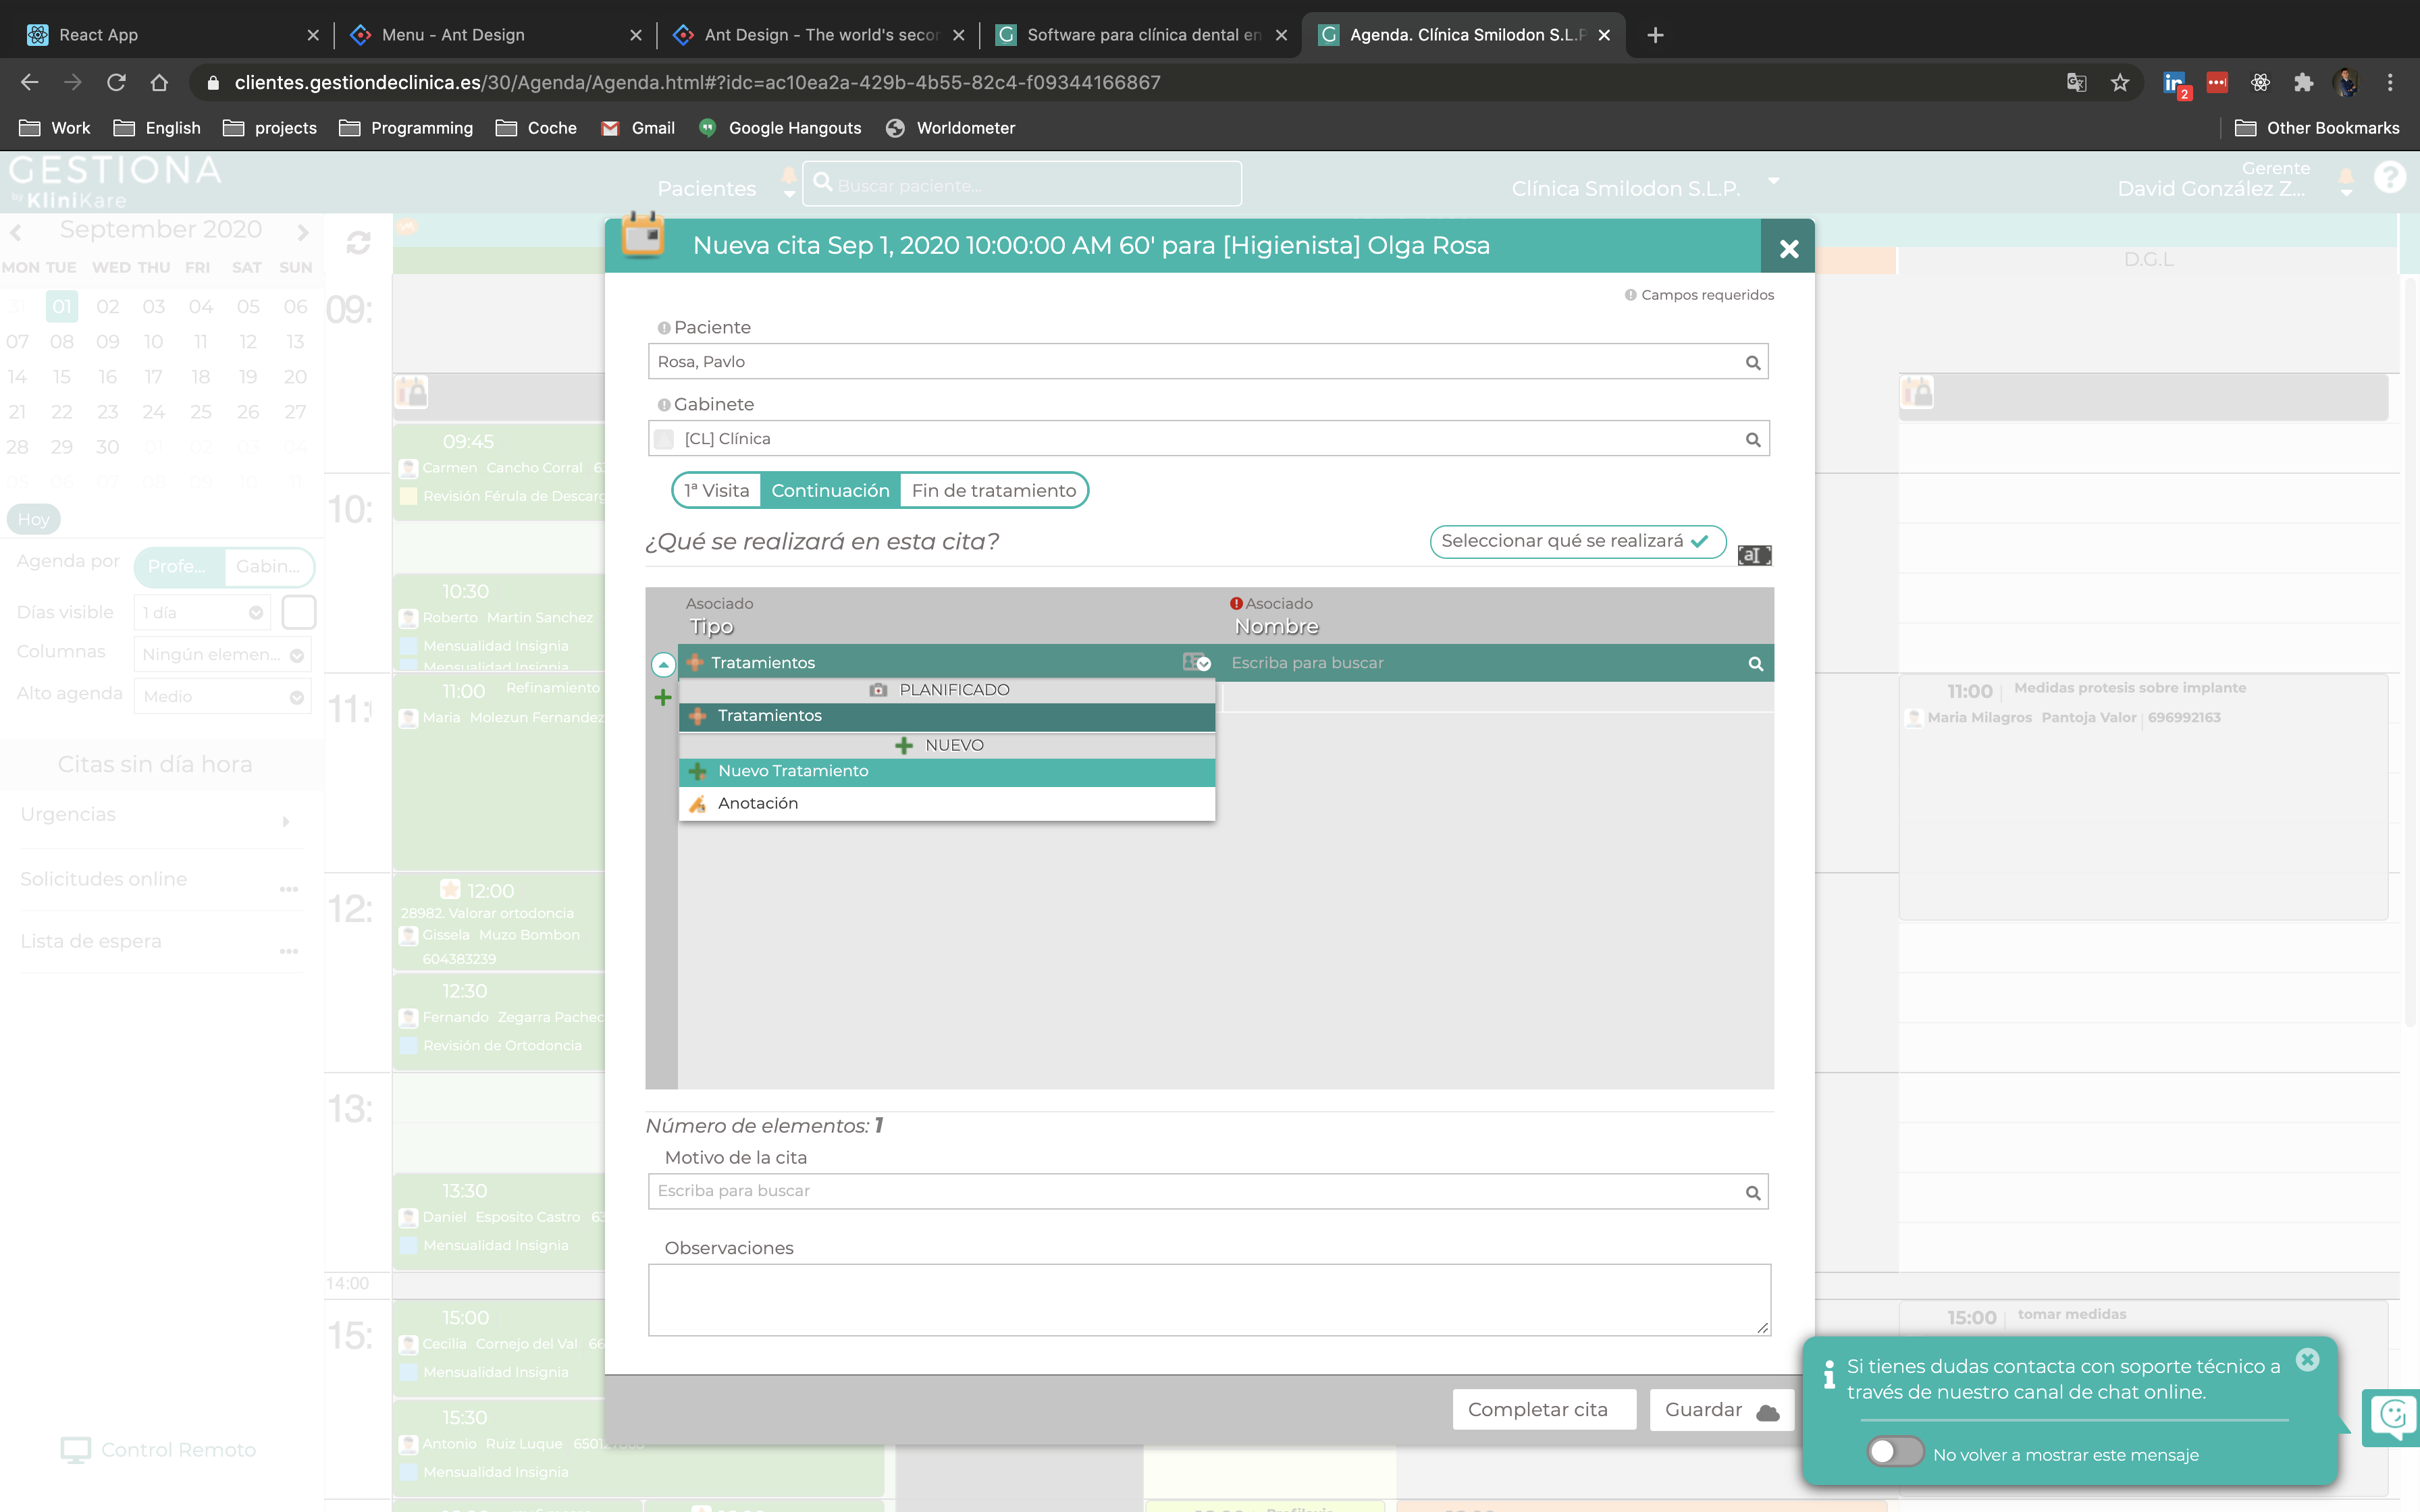 React App
Menu - Ant Design
Ant Design - The world's secor
Software para clínica dental en
Agenda. Clínica Smilodon S.L.P
clientes.gestiondeclinica.es/30/Agenda/Agenda.html#?idc=ac10ea2a-429b-4b55-82c4-f09344166867
2
Work
English
projects
Programming
Coche
Gmail
Google Hangouts
Worldometer
Other Bookmarks
GESTIONA
by KliniKare
Pacientes
Buscar paciente...
Clínica Smilodon S.L.P.
Gerente
David González Z...
September 2020
MON TUE WED THU FRI SAT SUN
31 01 02 03 04 05 06
07 08 09 10 11 12 13
14 15 16 17 18 19 20
21 22 23 24 25 26 27
28 29 30 01 02 03 04
05 06 07 08 09 10 11
Hoy
Agenda por
Profe...
Gabin...
Días visible
1 día
Columnas
Ningún elemen...
Alto agenda
Medio
Citas sin día hora
Urgencias
Solicitudes online
Lista de espera
Control Remoto
09:
10:
11:
12:
13:
14:00
15:
09:45
Carmen Cancho Corral 6
Revisión Férula de Descarg
10:30
Roberto Martin Sanchez
Mensualidad Insignia
Mensualidad Insignia
11:00 Refinamiento
Maria Molezun Fernandez
12:00
28982. Valorar ortodoncia
Gissela Muzo Bombon
604383239
12:30
Fernando Zegarra Pachec
Revisión de Ortodoncia
13:30
Daniel Esposito Castro 6
Mensualidad Insignia
15:00
Cecilia Cornejo del Val 66
Mensualidad Insignia
15:30
Antonio Ruiz Luque
Mensualidad Insignia
Nueva cita Sep 1, 2020 10:00:00 AM 60' para [Higienista] Olga Rosa
Campos requeridos
Paciente
Rosa, Pavlo
Gabinete
[CL] Clínica
1ª Visita
Continuación
Fin de tratamiento
¿Qué se realizará en esta cita?
Seleccionar qué se realizará
aI
Asociado
Tipo
Asociado
Nombre
Tratamientos
Escriba para buscar
PLANIFICADO
Tratamientos
NUEVO
Nuevo Tratamiento
Anotación
Número de elementos: 1
Motivo de la cita
Escriba para buscar
Observaciones
Completar cita
Guardar
D.G.L
11:00 Medidas protesis sobre implante
Maria Milagros Pantoja Valor 696992163
15:00 tomar medidas
Si tienes dudas contacta con soporte técnico a
través de nuestro canal de chat online.
No volver a mostrar este mensaje